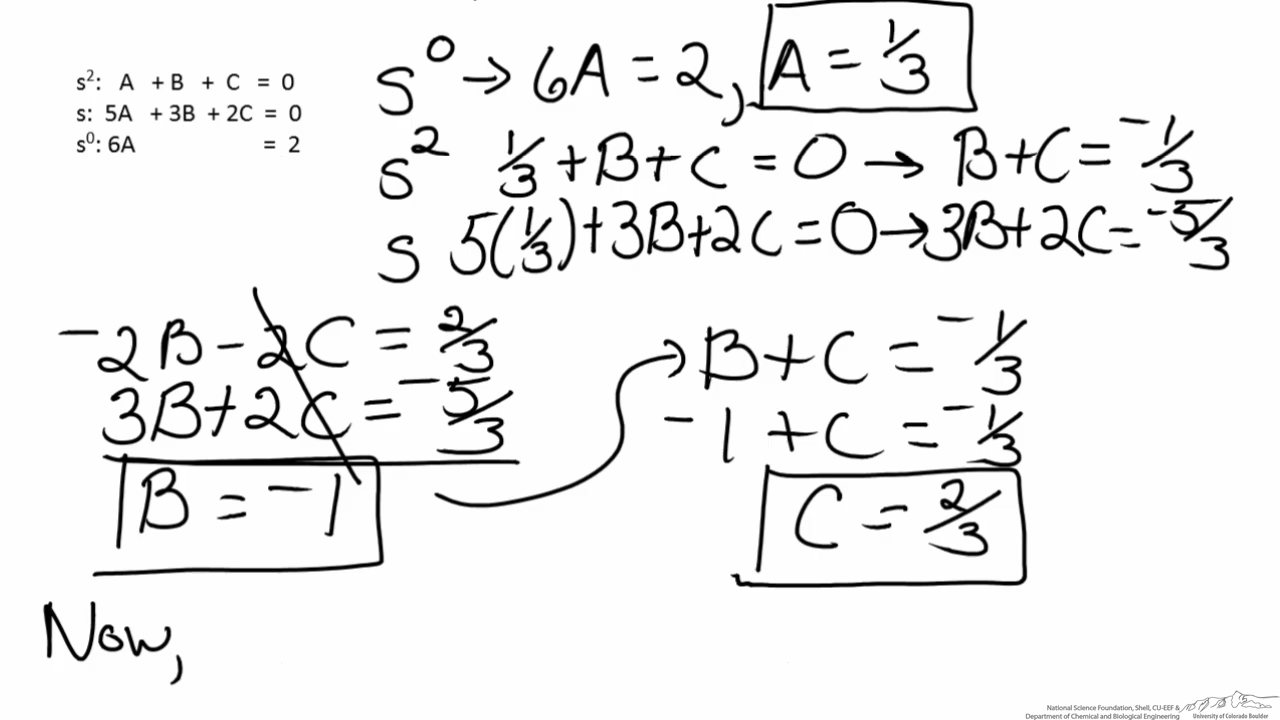 s²: A + B + C = 0
s: 5A + 3B + 2C = 0
s⁰: 6A = 2
s⁰ → 6A = 2, A = 1/3
s² 1/3 + B + C = 0 → B + C = -1/3
s 5(1/3) + 3B + 2C = 0 → 3B + 2C = -5/3
-2B - 2C = 2/3
3B + 2C = -5/3
B = -1
B + C = -1/3
-1 + C = -1/3
C = 2/3
Now,
National Science Foundation, Shell, CU-EEF &
Department of Chemical and Biological Engineering
University of Colorado Boulder